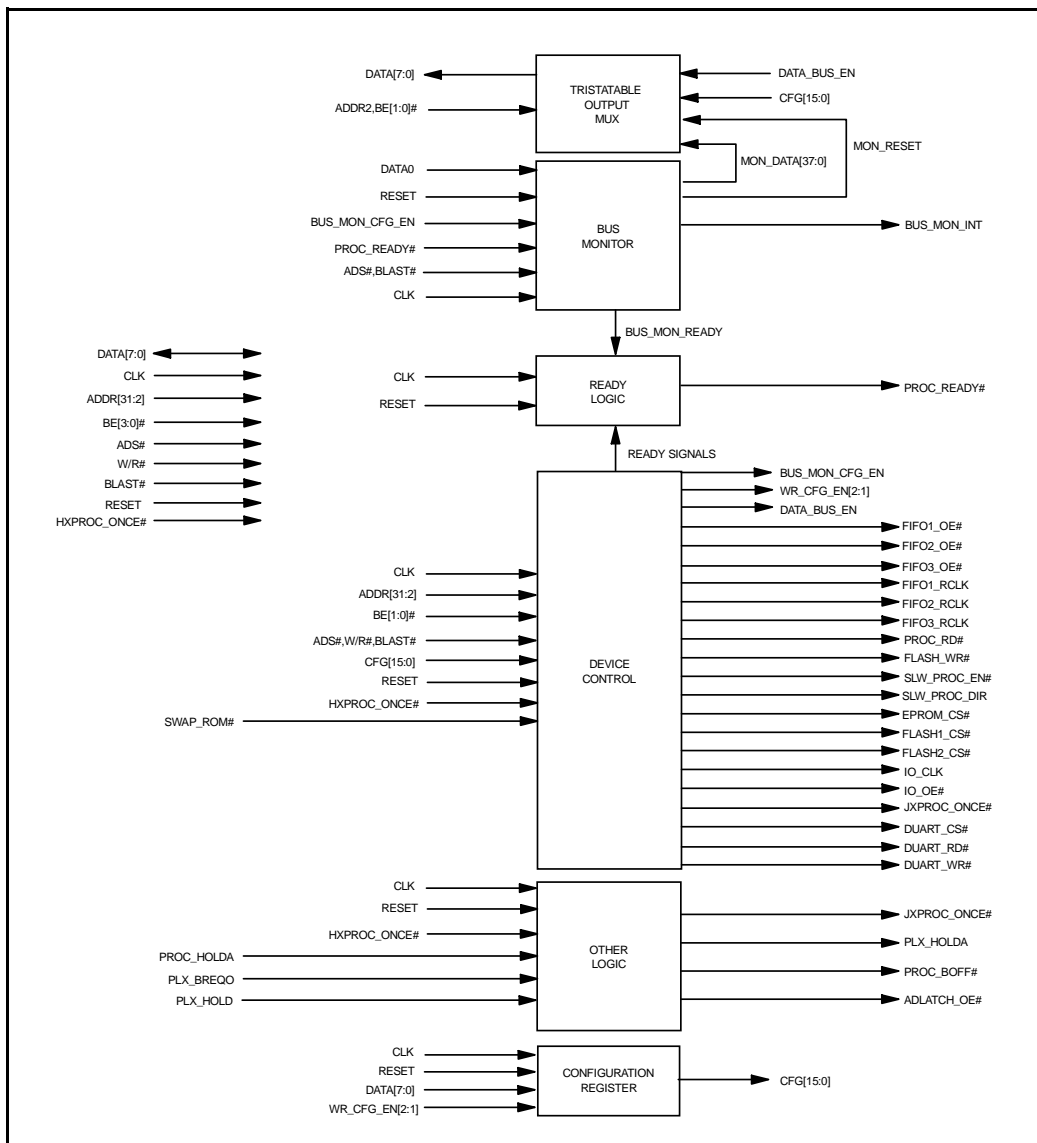 DATA[7:0]
ADDR2,BE[1:0]#
TRISTATABLE
OUTPUT
MUX
DATA_BUS_EN
CFG[15:0]
MON_RESET
MON_DATA[37:0]
DATA0
RESET
BUS_MON_CFG_EN
PROC_READY#
ADS#,BLAST#
CLK
BUS
MONITOR
BUS_MON_INT
BUS_MON_READY
DATA[7:0]
CLK
ADDR[31:2]
BE[3:0]#
ADS#
W/R#
BLAST#
RESET
HXPROC_ONCE#
CLK
RESET
READY
LOGIC
PROC_READY#
READY SIGNALS
CLK
ADDR[31:2]
BE[1:0]#
ADS#,W/R#,BLAST#
CFG[15:0]
RESET
HXPROC_ONCE#
SWAP_ROM#
DEVICE
CONTROL
BUS_MON_CFG_EN
WR_CFG_EN[2:1]
DATA_BUS_EN
FIFO1_OE#
FIFO2_OE#
FIFO3_OE#
FIFO1_RCLK
FIFO2_RCLK
FIFO3_RCLK
PROC_RD#
FLASH_WR#
SLW_PROC_EN#
SLW_PROC_DIR
EPROM_CS#
FLASH1_CS#
FLASH2_CS#
IO_CLK
IO_OE#
JXPROC_ONCE#
DUART_CS#
DUART_RD#
DUART_WR#
CLK
RESET
HXPROC_ONCE#
PROC_HOLDA
PLX_BREQO
PLX_HOLD
OTHER
LOGIC
JXPROC_ONCE#
PLX_HOLDA
PROC_BOFF#
ADLATCH_OE#
CLK
RESET
DATA[7:0]
WR_CFG_EN[2:1]
CONFIGURATION
REGISTER
CFG[15:0]